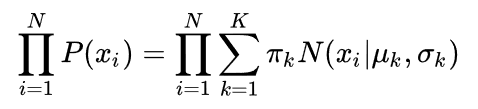 ∏_{i=1}^{N} P(x_i) = ∏_{i=1}^{N} ∑_{k=1}^{K} π_k N(x_i|μ_k, σ_k)